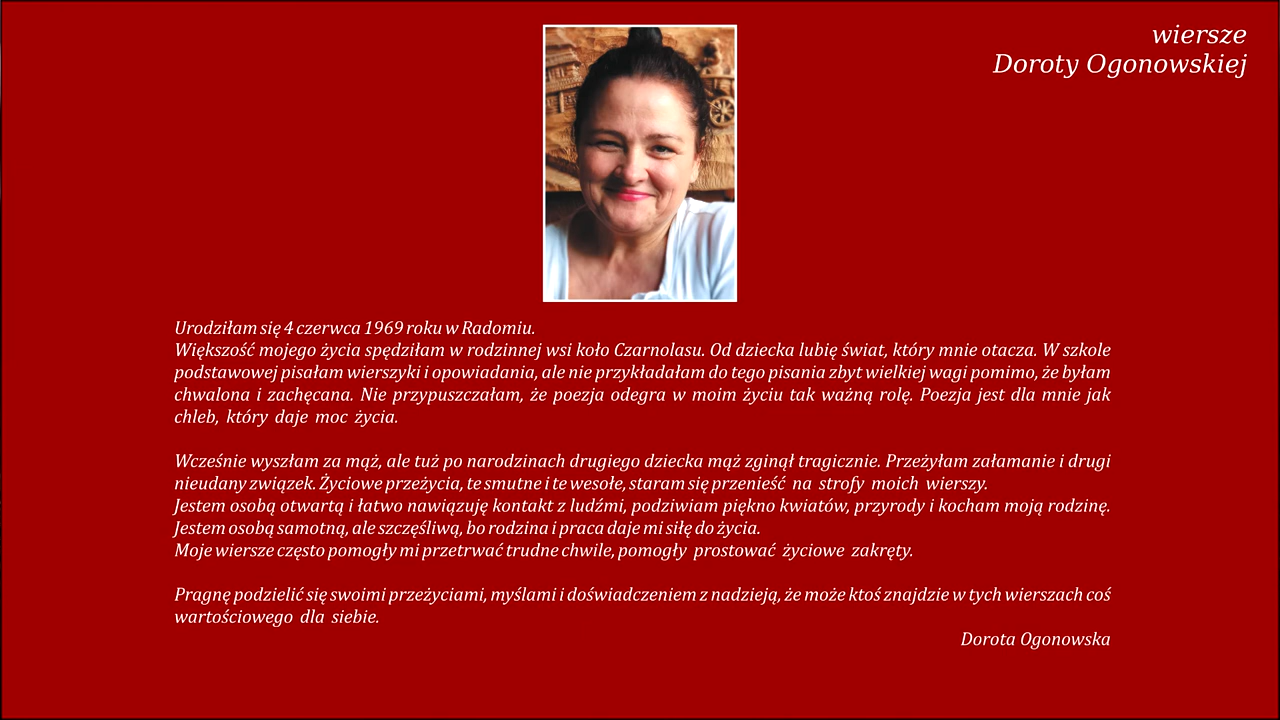 wiersze
Doroty Ogonowskiej
Urodziłam się 4 czerwca 1969 roku w Radomiu.
Większość mojego życia spędziłam w rodzinnej wsi koło Czarnolasu. Od dziecka lubię świat, który mnie otacza. W szkole
podstawowej pisałam wierszyki i opowiadania, ale nie przykładałam do tego pisania zbyt wielkiej wagi pomimo, że byłam
chwalona i zachęcana. Nie przypuszczałam, że poezja odegra w moim życiu tak ważną rolę. Poezja jest dla mnie jak
chleb, który daje moc życia.
Wcześnie wyszłam za mąż, ale tuż po narodzinach drugiego dziecka mąż zginął tragicznie. Przeżyłam załamanie i drugi
nieudany związek. Życiowe przeżycia, te smutne i te wesołe, staram się przenieść na strofy moich wierszy.
Jestem osobą otwartą i łatwo nawiązuję kontakt z ludźmi, podziwiam piękno kwiatów, przyrody i kocham moją rodzinę.
Jestem osobą samotną, ale szczęśliwą, bo rodzina i praca daje mi siłę do życia.
Moje wiersze często pomogły mi przetrwać trudne chwile, pomogły prostować życiowe zakręty.
Pragnę podzielić się swoimi przeżyciami, myślami i doświadczeniem z nadzieją, że może ktoś znajdzie w tych wierszach coś
wartościowego dla siebie.
Dorota Ogonowska